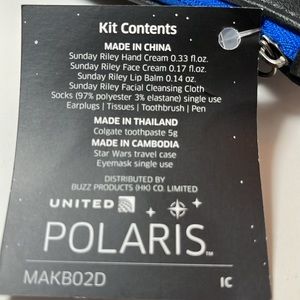 Kit Contents
MADE IN CHINA
Sunday Riley Hand Cream 0.33 fl.oz.
Sunday Riley Face Cream 0.17 fl.oz.
Sunday Riley Lip Balm 0.14 oz.
Sunday Riley Facial Cleansing Cloth
Socks (97% polyester 3% elastane) single use
Earplugs | Tissues | Toothbrush | Pen
MADE IN THAILAND
Colgate toothpaste 5g
MADE IN CAMBODIA
Star Wars travel case
Eyemask single use
DISTRIBUTED BY
BUZZ PRODUCTS (HK) CO. LIMITED
UNITED
POLARIS
MAKB02D IC